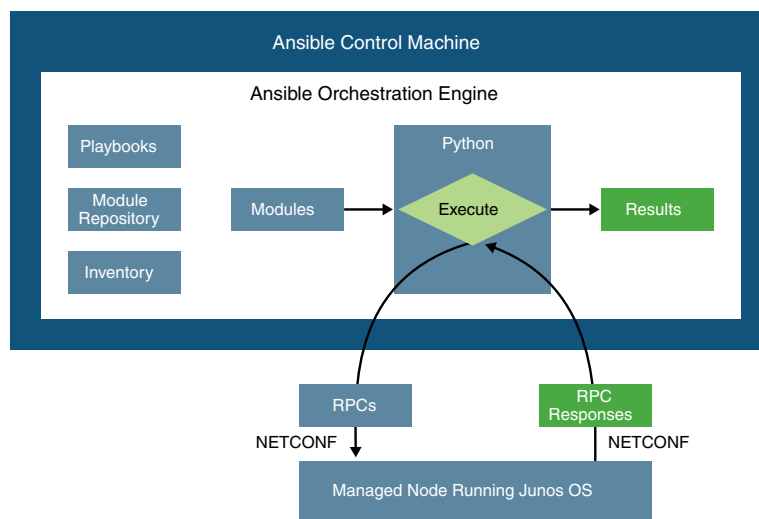 Ansible Control Machine
Ansible Orchestration Engine
Playbooks
Module
Repository
Inventory
Modules
Python
Execute
Results
RPCs
RPC
Responses
NETCONF
NETCONF
Managed Node Running Junos OS